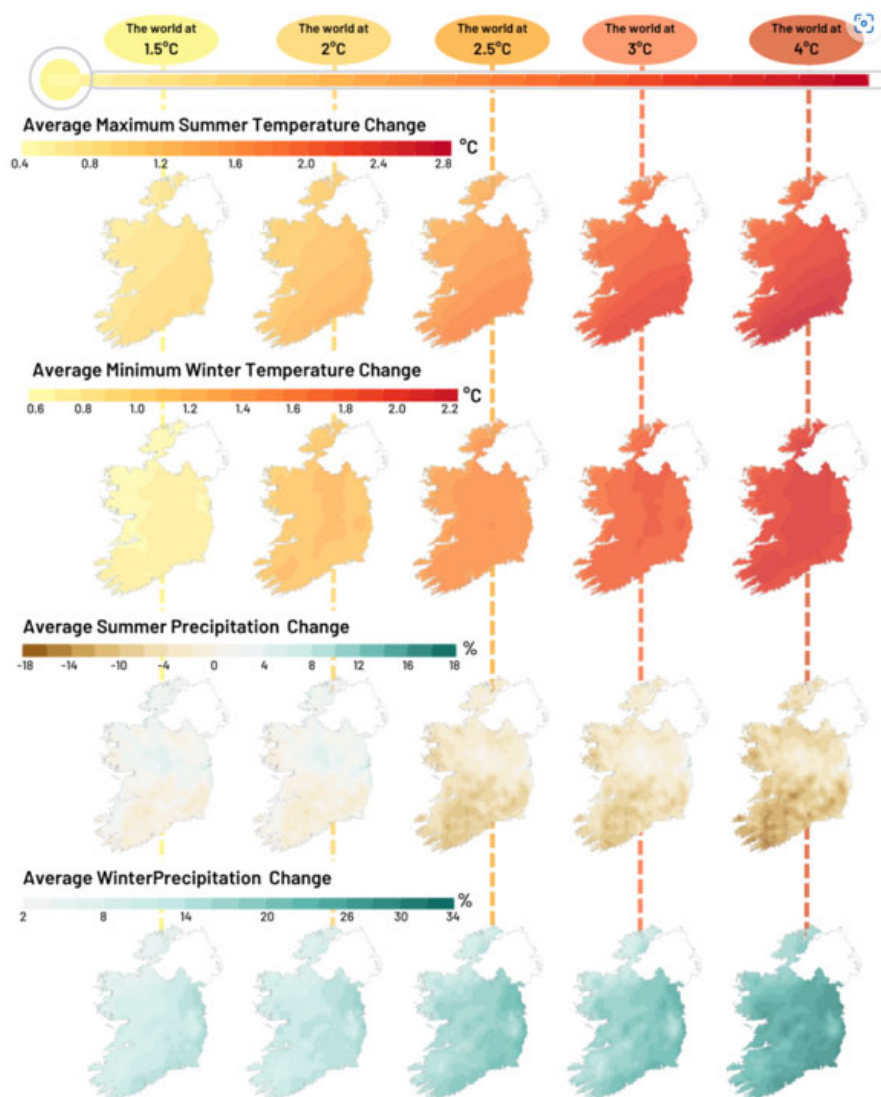 The world at The world at The world at The world at The world at
1.5°C 2°C 2.5°C 3°C 4°C
Average Maximum Summer Temperature Change
°C
0.4 0.8 1.2 1.6 2.0 2.4 2.8
Average Minimum Winter Temperature Change
°C
0.6 0.8 1.0 1.2 1.4 1.6 1.8 2.0 2.2
Average Summer Precipitation Change
%
-18 -14 -10 -4 0 4 8 12 16 18
Average WinterPrecipitation Change
%
2 8 14 20 26 30 34